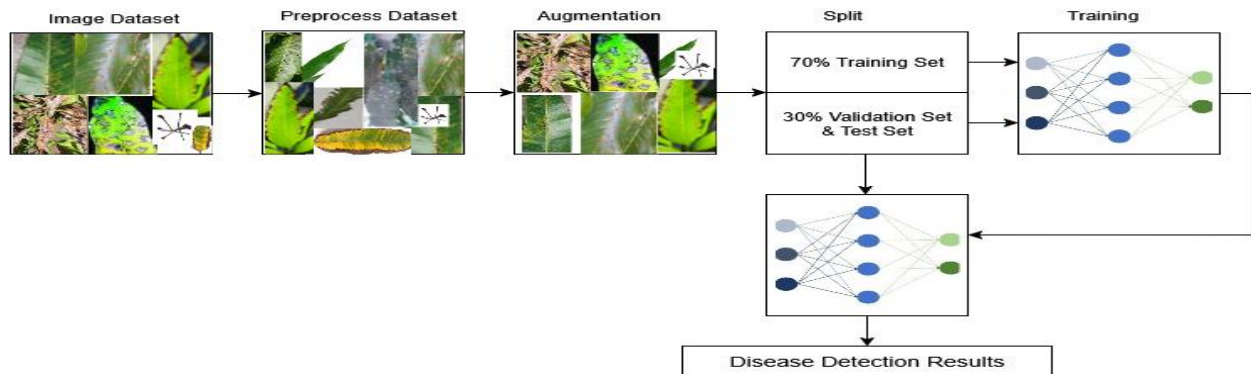 Image Dataset
Preprocess Dataset
Augmentation
Split
Training
70% Training Set
30% Validation Set
& Test Set
Disease Detection Results